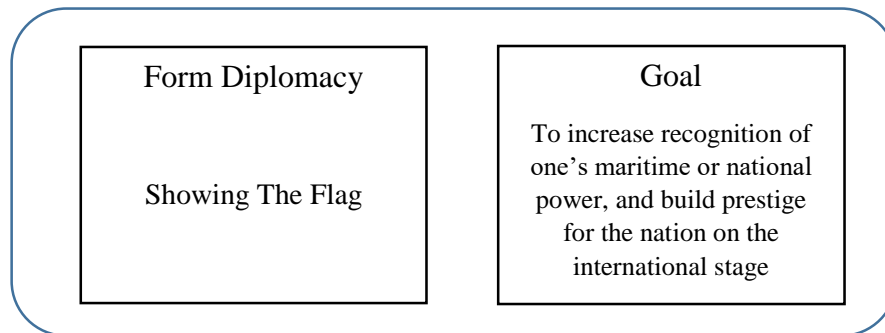 Form Diplomacy
Showing The Flag
Goal
To increase recognition of
one’s maritime or national
power, and build prestige
for the nation on the
international stage